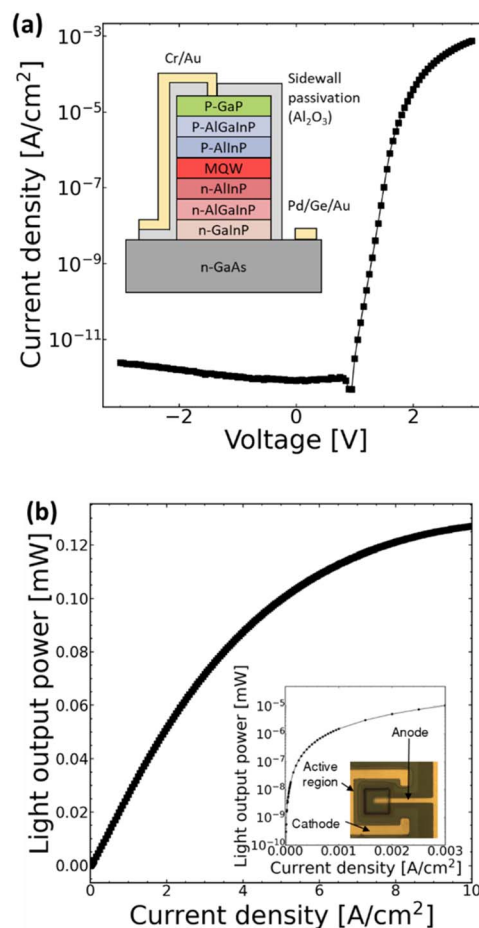 (a)
10⁻³
10⁻⁵
10⁻⁷
10⁻⁹
10⁻¹¹
Current density [A/cm²]
Cr/Au
Sidewall
passivation
(Al₂O₃)
P-GaP
P-AlGaInP
P-AlInP
MQW
n-AlInP
n-AlGaInP
n-GaInP
Pd/Ge/Au
n-GaAs
−2 0 2
Voltage [V]
(b)
0.12
0.10
0.08
0.06
0.04
0.02
0.00
Light output power [mW]
10⁻⁵
10⁻⁶
10⁻⁷
10⁻⁸
10⁻⁹
10⁻¹⁰
Light output power [mW]
Anode
Active
region
Cathode
0.000 0.001 0.002 0.003
Current density [A/cm²]
0 2 4 6 8 10
Current density [A/cm²]